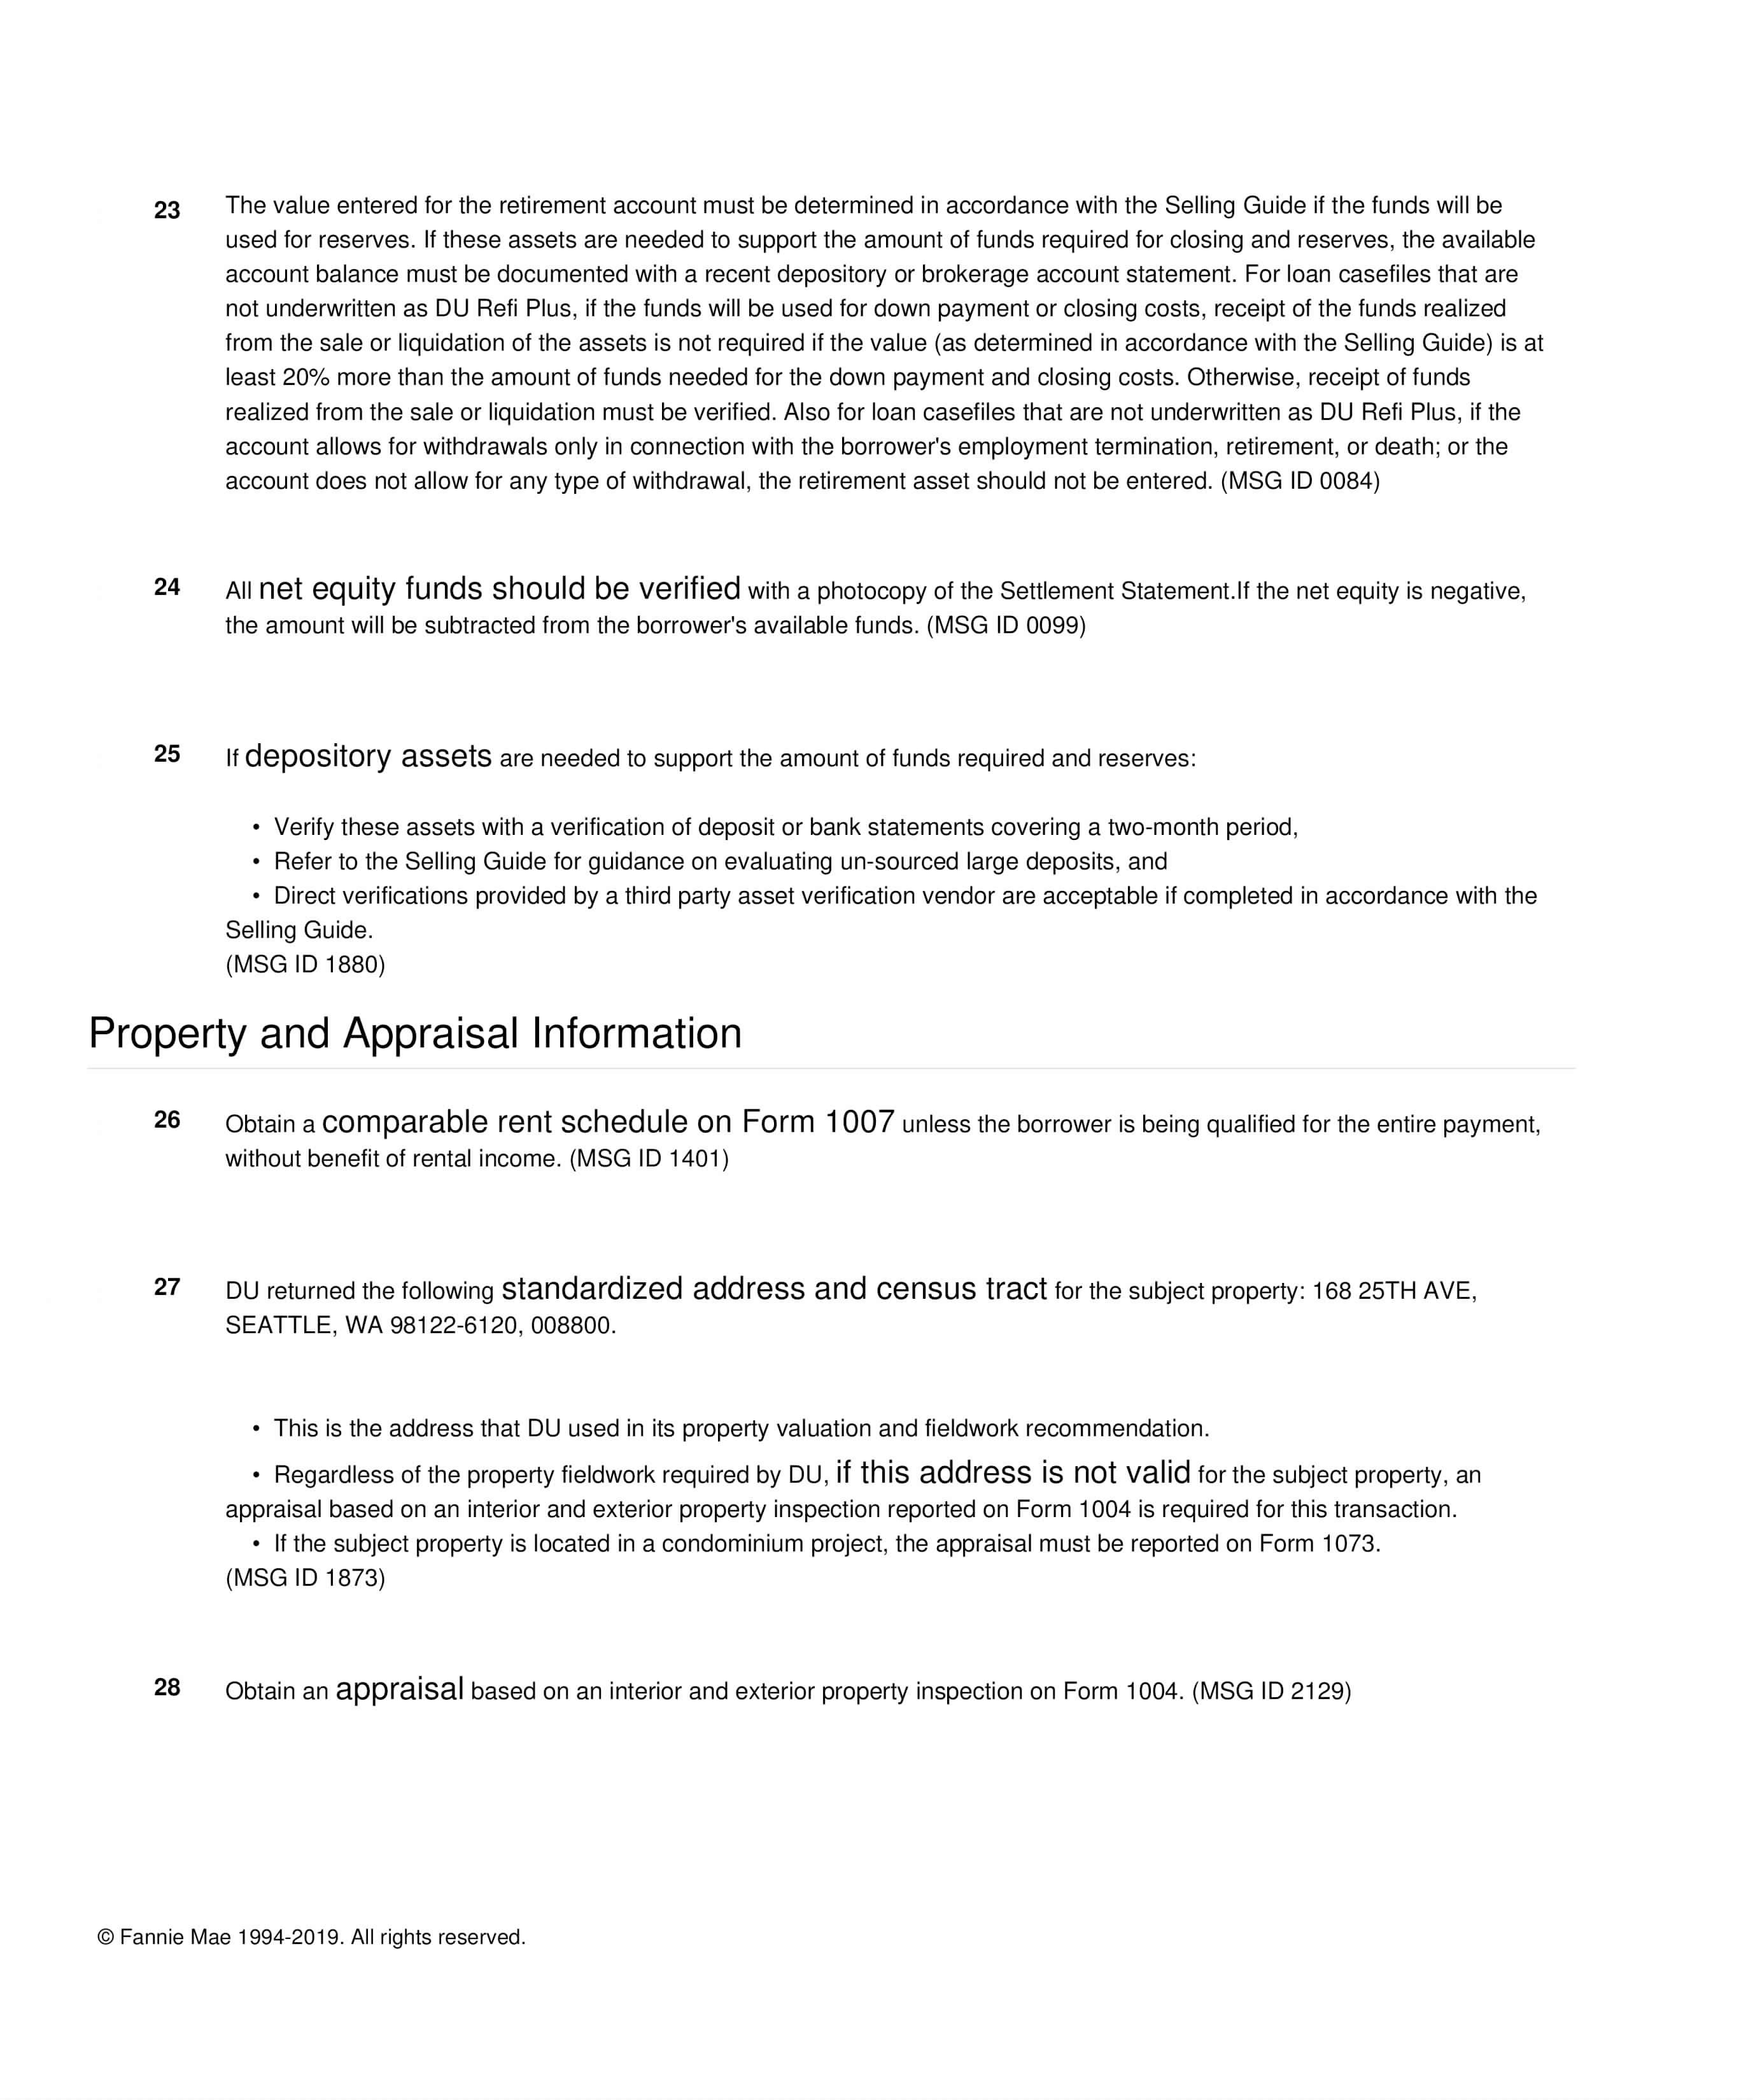 23 The value entered for the retirement account must be determined in accordance with the Selling Guide if the funds will be
used for reserves. If these assets are needed to support the amount of funds required for closing and reserves, the available
account balance must be documented with a recent depository or brokerage account statement. For loan casefiles that are
not underwritten as DU Refi Plus, if the funds will be used for down payment or closing costs, receipt of the funds realized
from the sale or liquidation of the assets is not required if the value (as determined in accordance with the Selling Guide) is at
least 20% more than the amount of funds needed for the down payment and closing costs. Otherwise, receipt of funds
realized from the sale or liquidation must be verified. Also for loan casefiles that are not underwritten as DU Refi Plus, if the
account allows for withdrawals only in connection with the borrower's employment termination, retirement, or death; or the
account does not allow for any type of withdrawal, the retirement asset should not be entered. (MSG ID 0084)
24 All net equity funds should be verified with a photocopy of the Settlement Statement.If the net equity is negative,
the amount will be subtracted from the borrower's available funds. (MSG ID 0099)
25 If depository assets are needed to support the amount of funds required and reserves:
• Verify these assets with a verification of deposit or bank statements covering a two-month period,
• Refer to the Selling Guide for guidance on evaluating un-sourced large deposits, and
• Direct verifications provided by a third party asset verification vendor are acceptable if completed in accordance with the
Selling Guide.
(MSG ID 1880)
Property and Appraisal Information
26 Obtain a comparable rent schedule on Form 1007 unless the borrower is being qualified for the entire payment,
without benefit of rental income. (MSG ID 1401)
27 DU returned the following standardized address and census tract for the subject property: 168 25TH AVE,
SEATTLE, WA 98122-6120, 008800.
• This is the address that DU used in its property valuation and fieldwork recommendation.
• Regardless of the property fieldwork required by DU, if this address is not valid for the subject property, an
appraisal based on an interior and exterior property inspection reported on Form 1004 is required for this transaction.
• If the subject property is located in a condominium project, the appraisal must be reported on Form 1073.
(MSG ID 1873)
28 Obtain an appraisal based on an interior and exterior property inspection on Form 1004. (MSG ID 2129)
© Fannie Mae 1994-2019. All rights reserved.